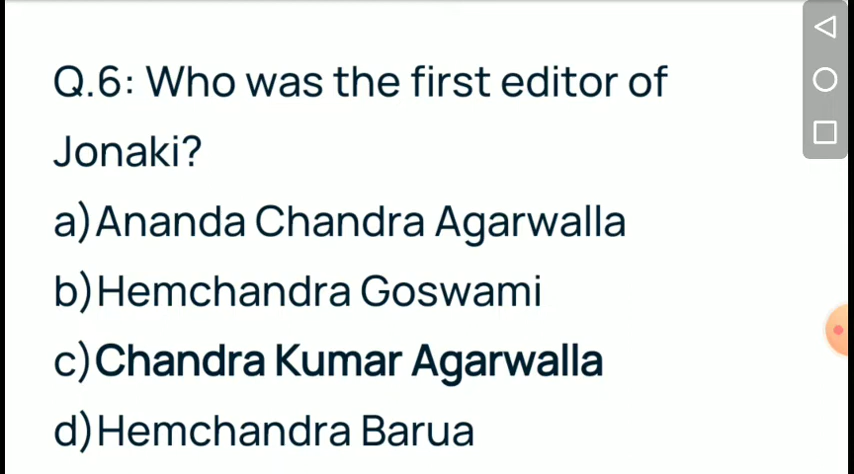 Q.6: Who was the first editor of
Jonaki?
a)Ananda Chandra Agarwalla
b)Hemchandra Goswami
c)Chandra Kumar Agarwalla
d)Hemchandra Barua